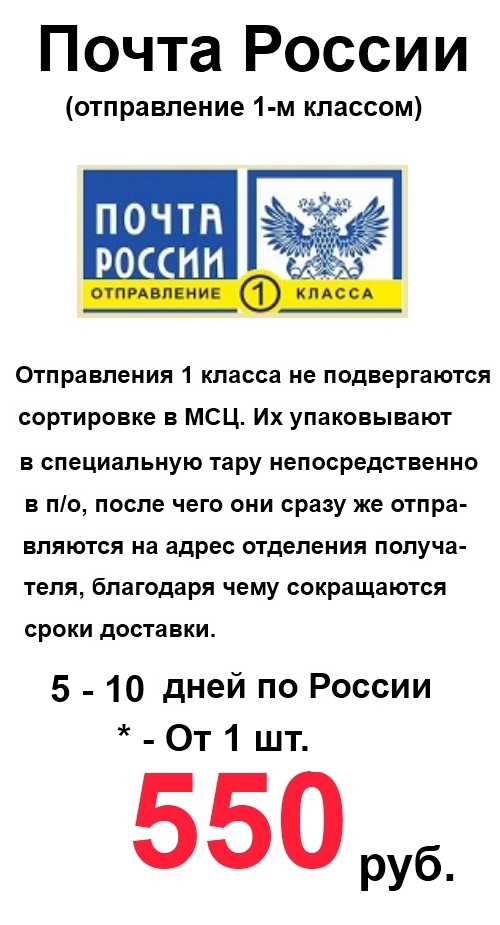 Почта России
(отправление 1-м классом)
ПОЧТА
РОССИИ
ОТПРАВЛЕНИЕ 1 КЛАССА
Отправления 1 класса не подвергаются
сортировке в МСЦ. Их упаковывают
в специальную тару непосредственно
в п/о, после чего они сразу же отпра-
вляются на адрес отделения получа-
теля, благодаря чему сокращаются
сроки доставки.
5 - 10 дней по России
* - От 1 шт.
550 руб.